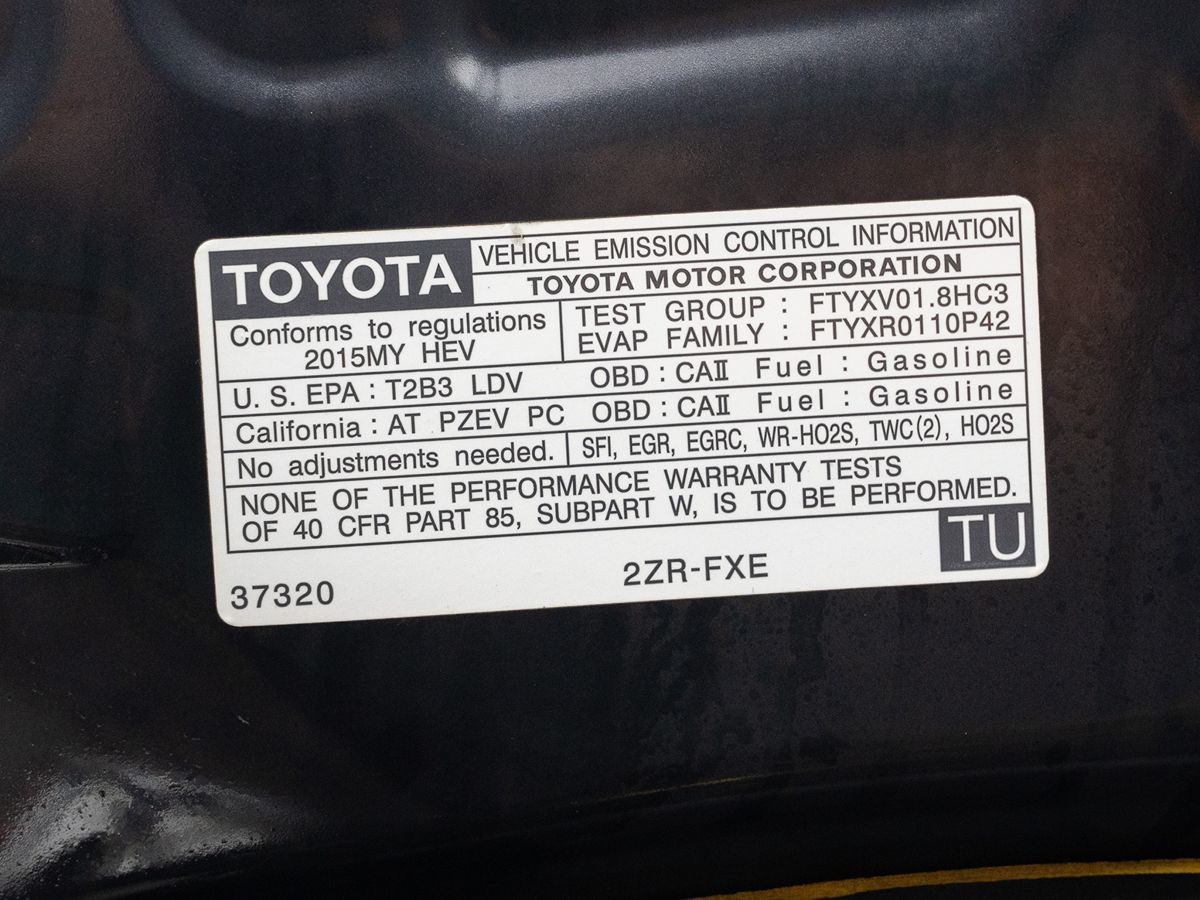 TOYOTA
VEHICLE EMISSION CONTROL INFORMATION
TOYOTA MOTOR CORPORATION
Conforms to regulations
2015MY HEV
TEST GROUP : FTYXV01.8HC3
EVAP FAMILY : FTYXR0110P42
U. S. EPA : T2B3 LDV OBD : CAⅡ Fuel : Gasoline
California : AT PZEV PC OBD : CAⅡ Fuel : Gasoline
No adjustments needed. SFI, EGR, EGRC, WR-HO2S, TWC(2), HO2S
NONE OF THE PERFORMANCE WARRANTY TESTS
OF 40 CFR PART 85, SUBPART W, IS TO BE PERFORMED.
TU
37320 2ZR-FXE